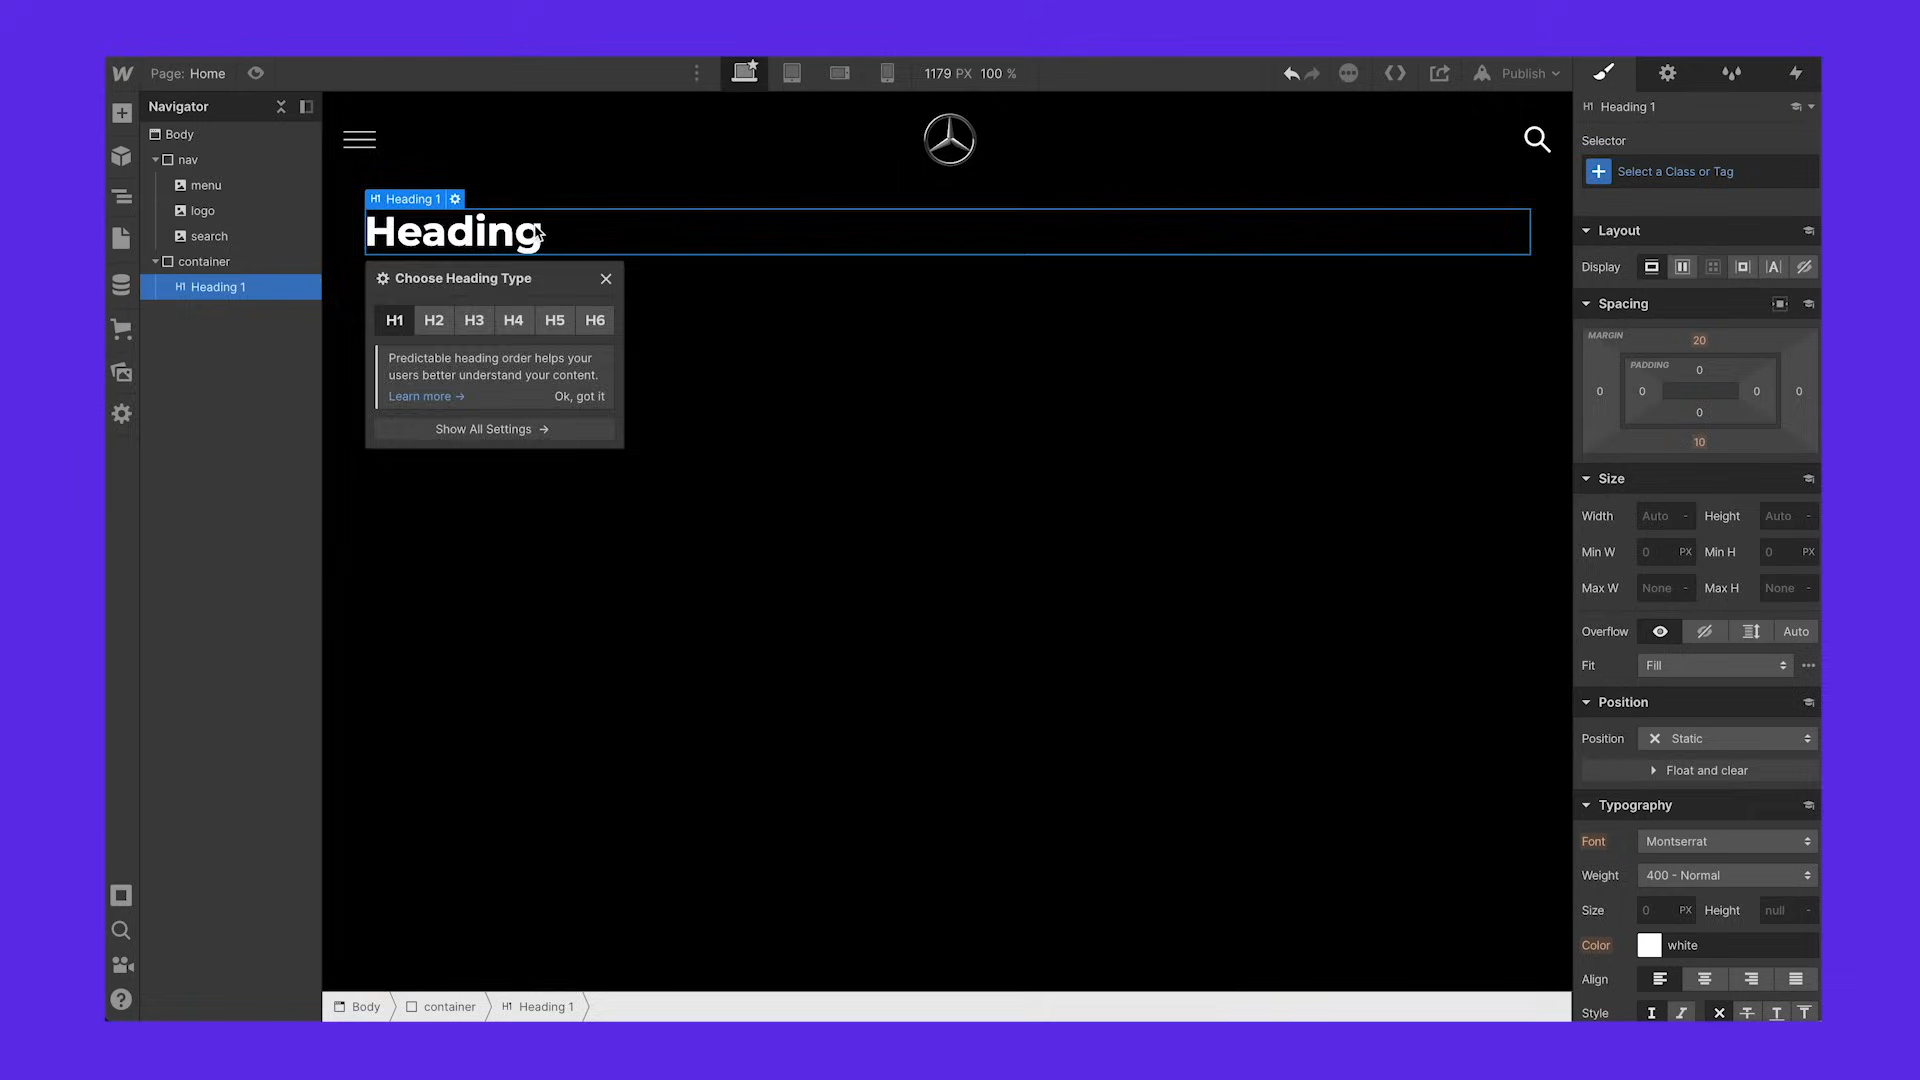 Page: Home
1179 PX 100 %
Publish
Navigator
Body
nav
menu
logo
search
container
H1 Heading 1
H1 Heading 1
Heading
Choose Heading Type
H1 H2 H3 H4 H5 H6
Predictable heading order helps your
users better understand your content.
Learn more →
Ok, got it
Show All Settings →
Body
container
H1 Heading 1
H1 Heading 1
Selector
+ Select a Class or Tag
Layout
Display
Spacing
MARGIN
20
PADDING
0
0 0 0 0
0
10
Size
Width Auto - Height Auto -
Min W 0 PX Min H 0 PX
Max W None - Max H None -
Overflow Auto
Fit Fill
Position
Position Static
Float and clear
Typography
Font Montserrat
Weight 400 - Normal
Size 0 PX Height null -
Color white
Align
Style